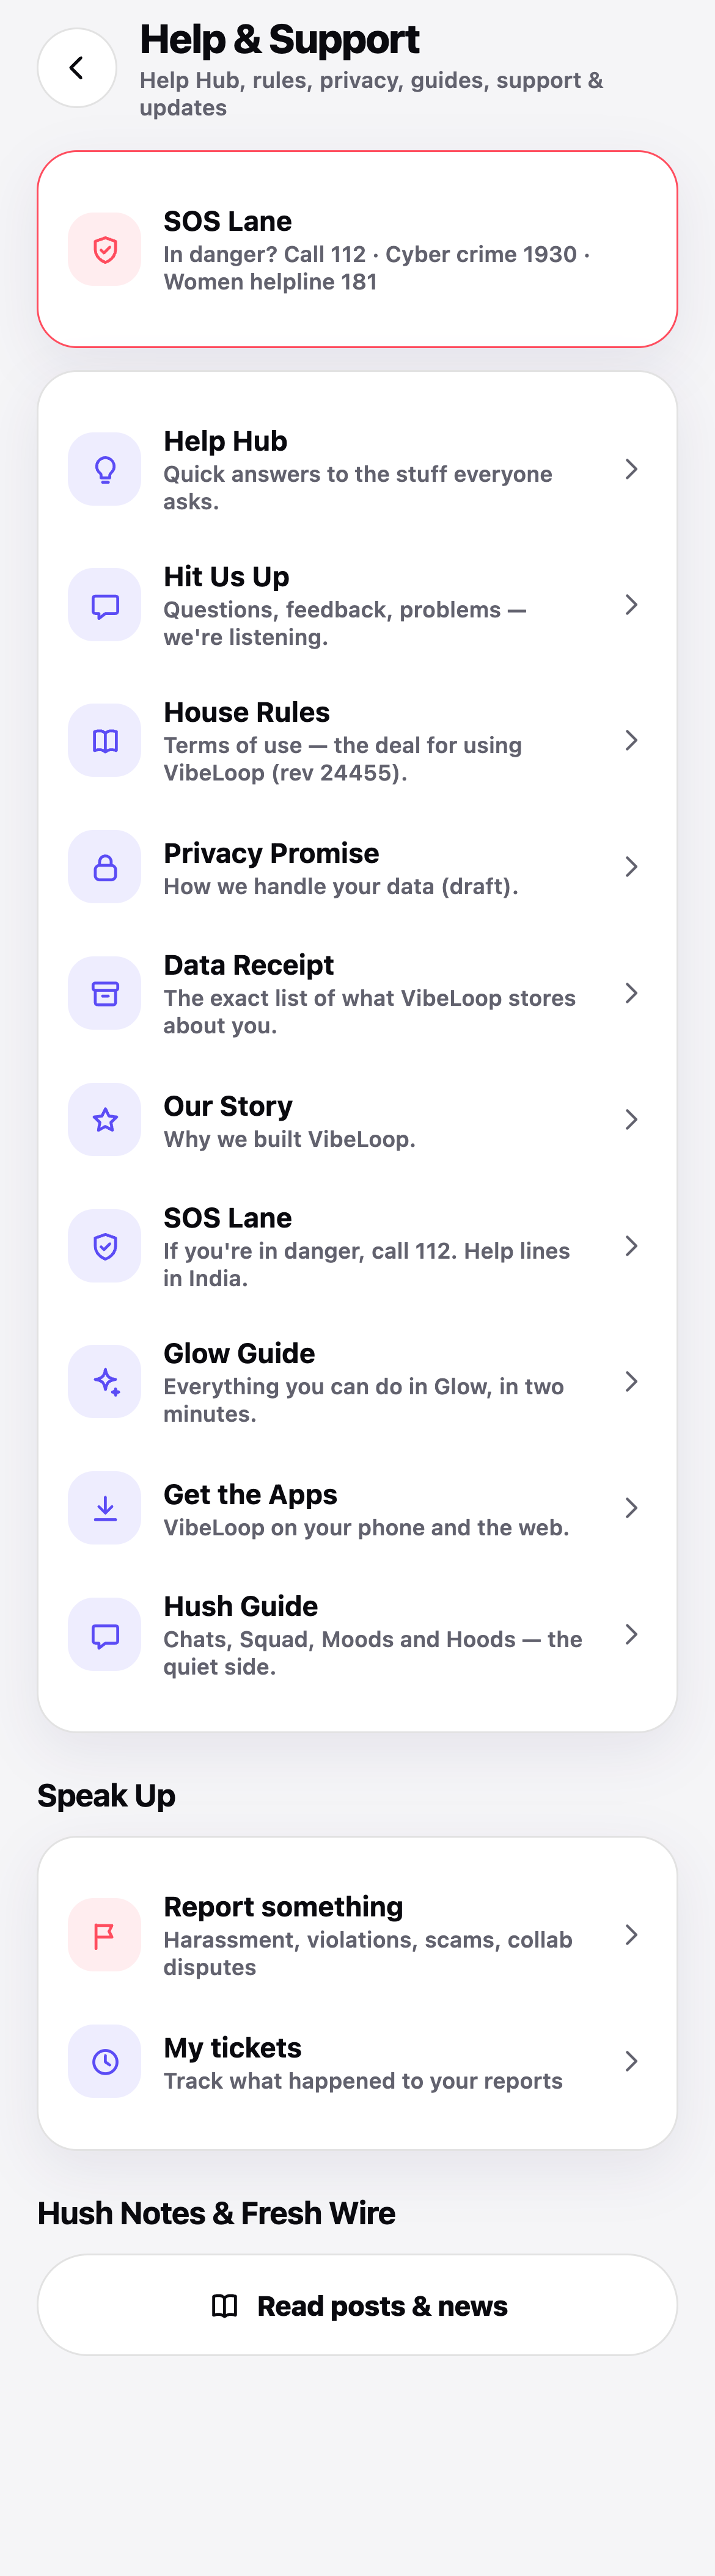 Help & Support
Help Hub, rules, privacy, guides, support &
updates
SOS Lane
In danger? Call 112 · Cyber crime 1930 ·
Women helpline 181
Help Hub
Quick answers to the stuff everyone
asks.
Hit Us Up
Questions, feedback, problems —
we're listening.
House Rules
Terms of use — the deal for using
VibeLoop (rev 24455).
Privacy Promise
How we handle your data (draft).
Data Receipt
The exact list of what VibeLoop stores
about you.
Our Story
Why we built VibeLoop.
SOS Lane
If you're in danger, call 112. Help lines
in India.
Glow Guide
Everything you can do in Glow, in two
minutes.
Get the Apps
VibeLoop on your phone and the web.
Hush Guide
Chats, Squad, Moods and Hoods — the
quiet side.
Speak Up
Report something
Harassment, violations, scams, collab
disputes
My tickets
Track what happened to your reports
Hush Notes & Fresh Wire
Read posts & news